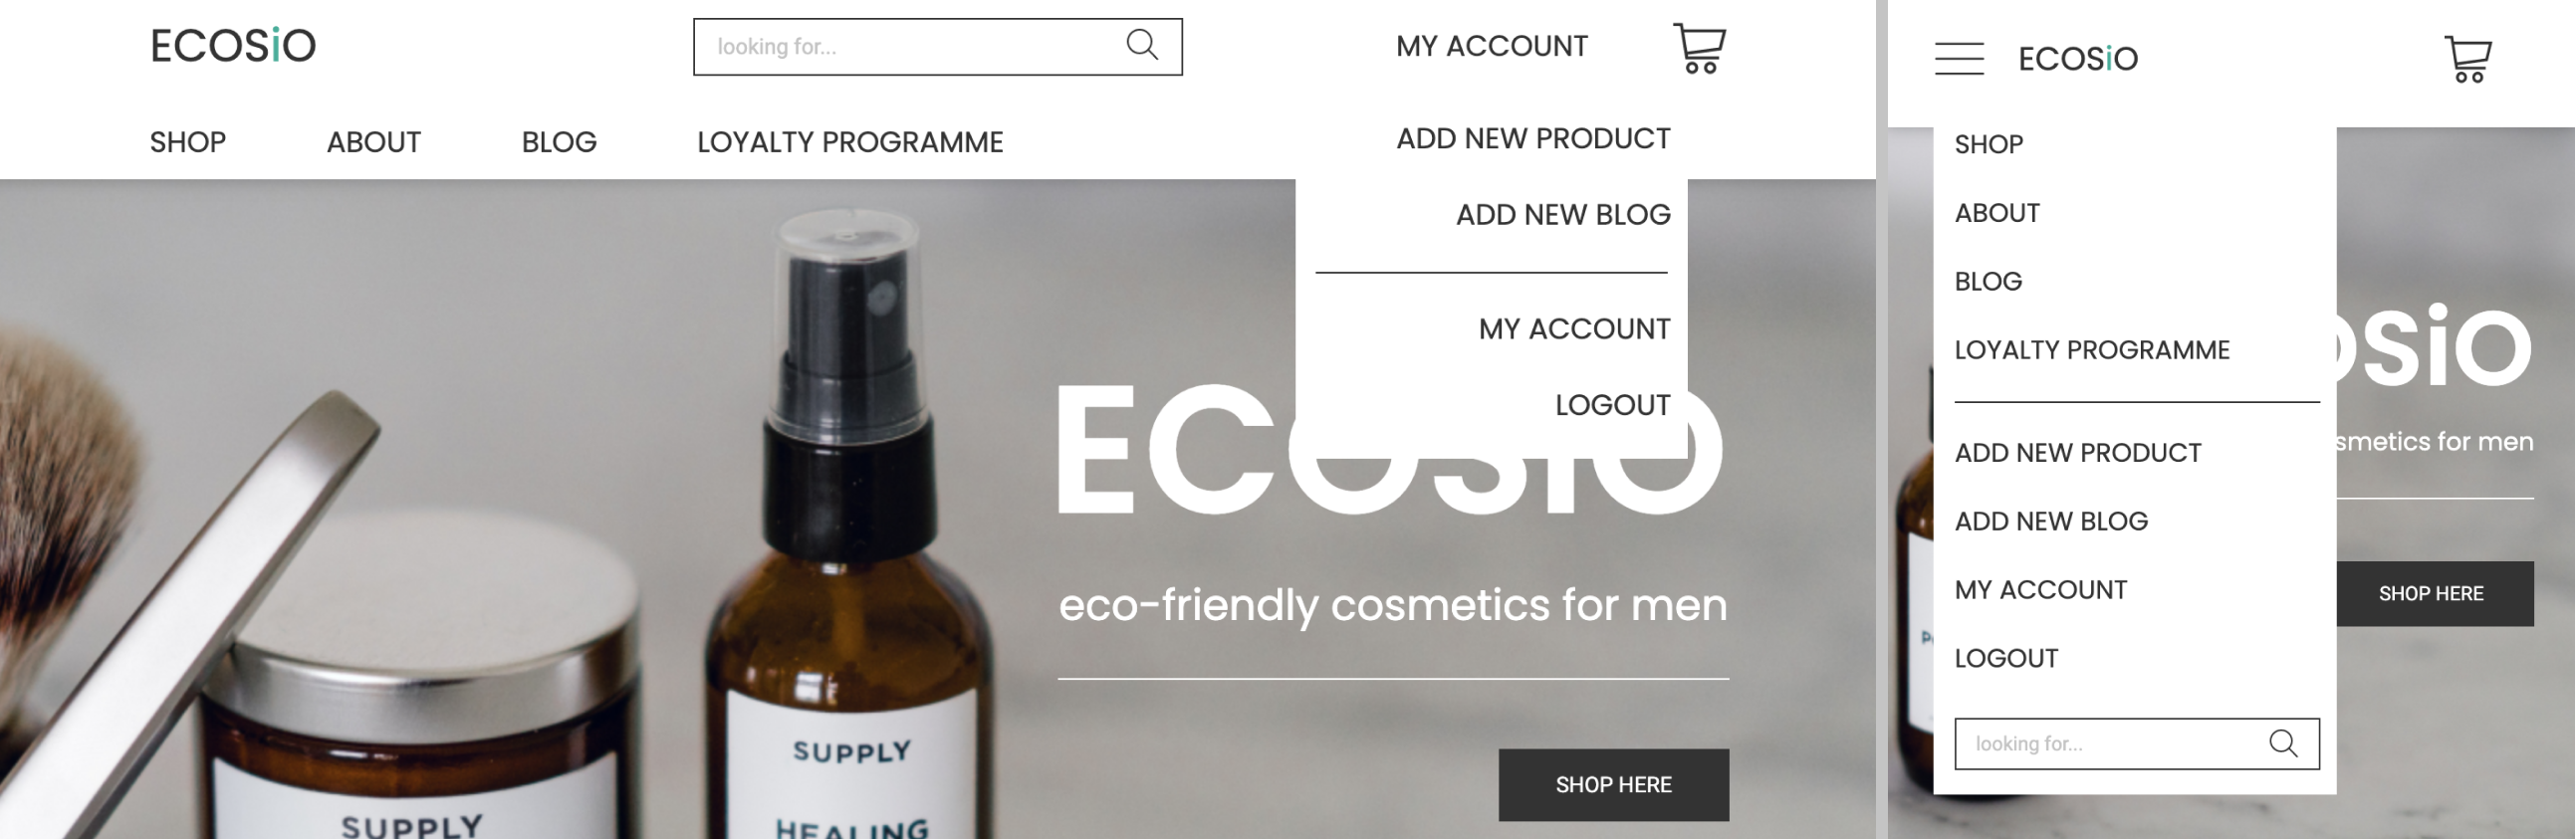 ECOSiO
looking for...
MY ACCOUNT
SHOP
ABOUT
BLOG
LOYALTY PROGRAMME
ADD NEW PRODUCT
ADD NEW BLOG
MY ACCOUNT
LOGOUT
ECOSiO
eco-friendly cosmetics for men
SHOP HERE
SUPPLY
SUPPLY
HEALING
ECOSiO
SHOP
ABOUT
BLOG
LOYALTY PROGRAMME
ADD NEW PRODUCT
ADD NEW BLOG
MY ACCOUNT
LOGOUT
looking for...
OSiO
smetics for men
SHOP HERE